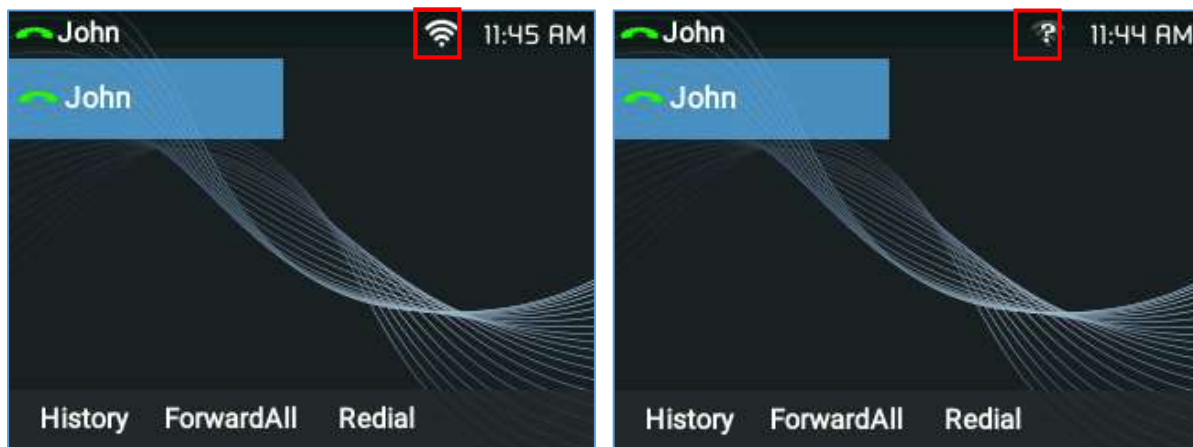 John 11:45 AM
John
History ForwardAll Redial
John ? 11:44 AM
John
History ForwardAll Redial